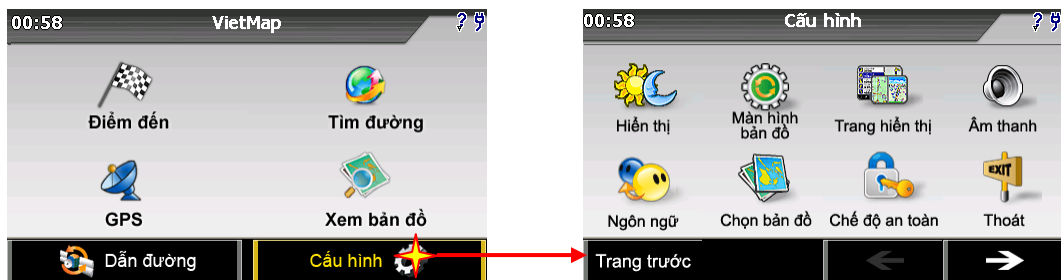 00:58 VietMap
Điểm đến Tìm đường
GPS Xem bản đồ
Dẫn đường Cấu hình
00:58 Cấu hình
Hiển thị Màn hình bản đồ Trang hiển thị Âm thanh
EXIT
Ngôn ngữ Chọn bản đồ Chế độ an toàn Thoát
Trang trước